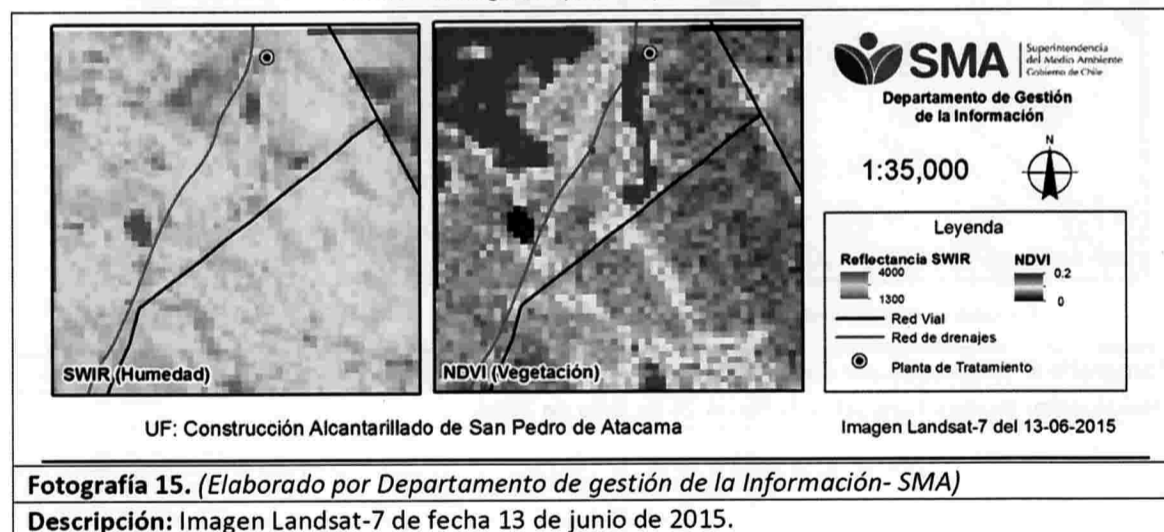 SWIR (Humedad)
NDVI (Vegetación)
SMA
Superintendencia
del Medio Ambiente
Gobierno de Chile
Departamento de Gestión
de la Información
1:35,000
N
Leyenda
Reflectancia SWIR
4000
1300
NDVI
0.2
0
Red Vial
Red de drenajes
Planta de Tratamiento
UF: Construcción Alcantarillado de San Pedro de Atacama
Imagen Landsat-7 del 13-06-2015
Fotografía 15. (Elaborado por Departamento de gestión de la Información- SMA)
Descripción: Imagen Landsat-7 de fecha 13 de junio de 2015.